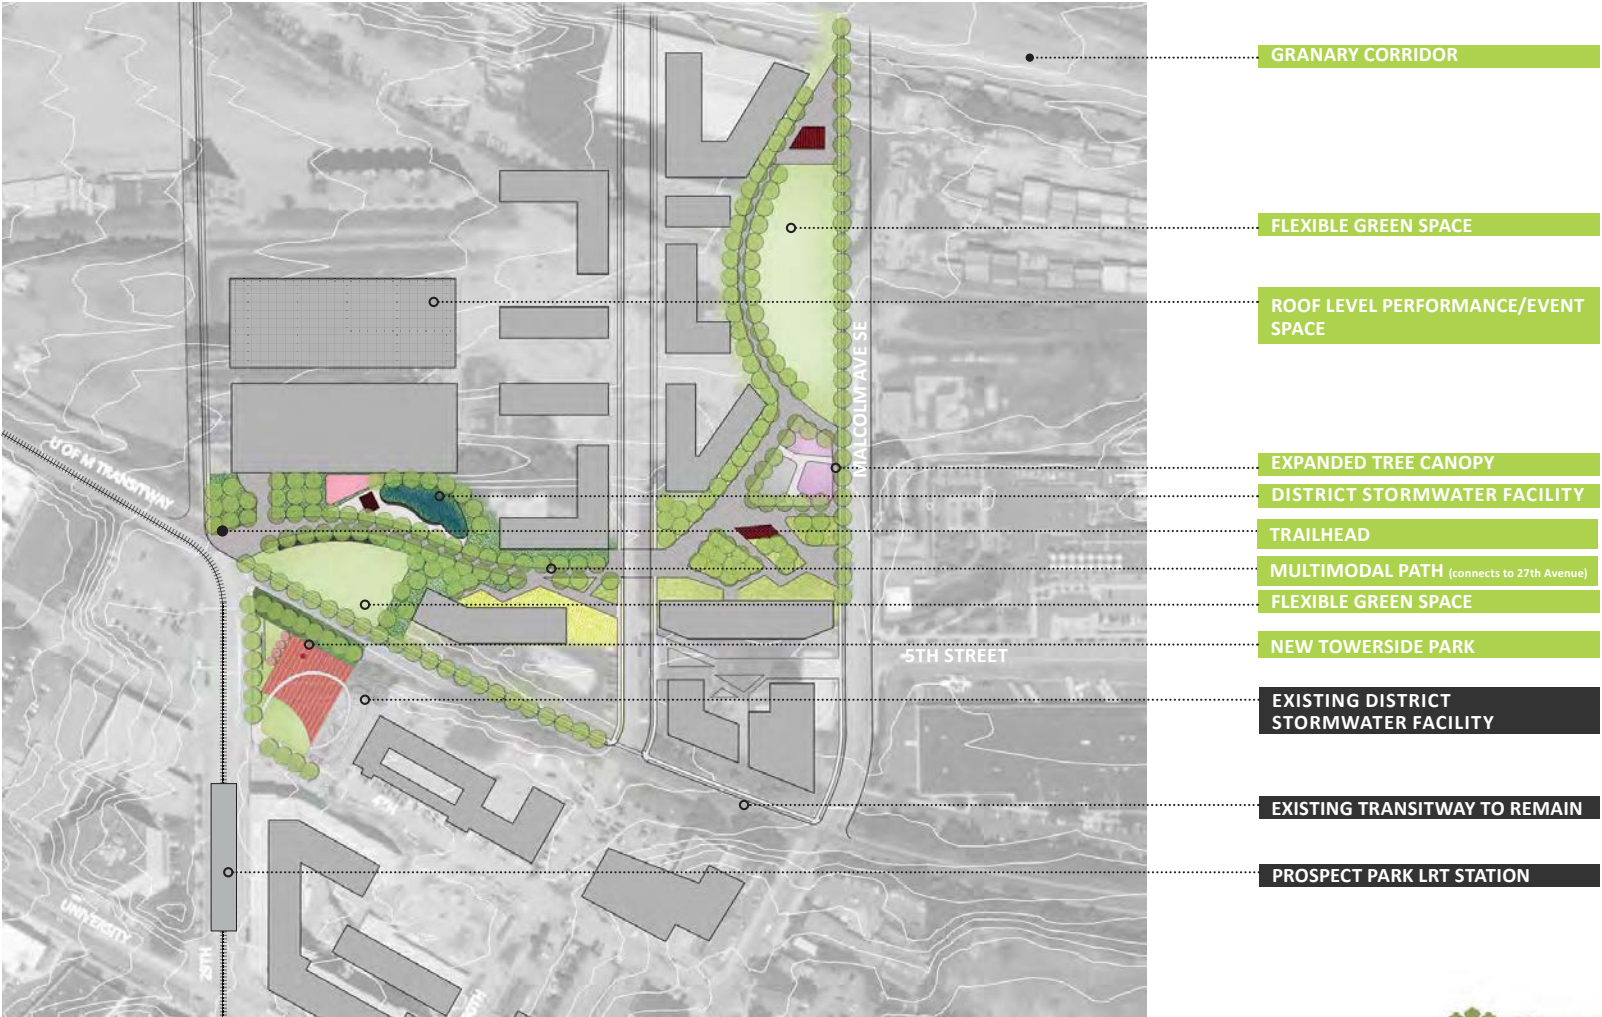 GRANARY CORRIDOR
FLEXIBLE GREEN SPACE
ROOF LEVEL PERFORMANCE/EVENT
SPACE
MALCOLM AVE SE
U OF M TRANSITWAY
EXPANDED TREE CANOPY
DISTRICT STORMWATER FACILITY
TRAILHEAD
MULTIMODAL PATH (connects to 27th Avenue)
FLEXIBLE GREEN SPACE
NEW TOWERSIDE PARK
5TH STREET
EXISTING DISTRICT
STORMWATER FACILITY
EXISTING TRANSITWAY TO REMAIN
PROSPECT PARK LRT STATION
UNIVERSITY
29TH
30TH